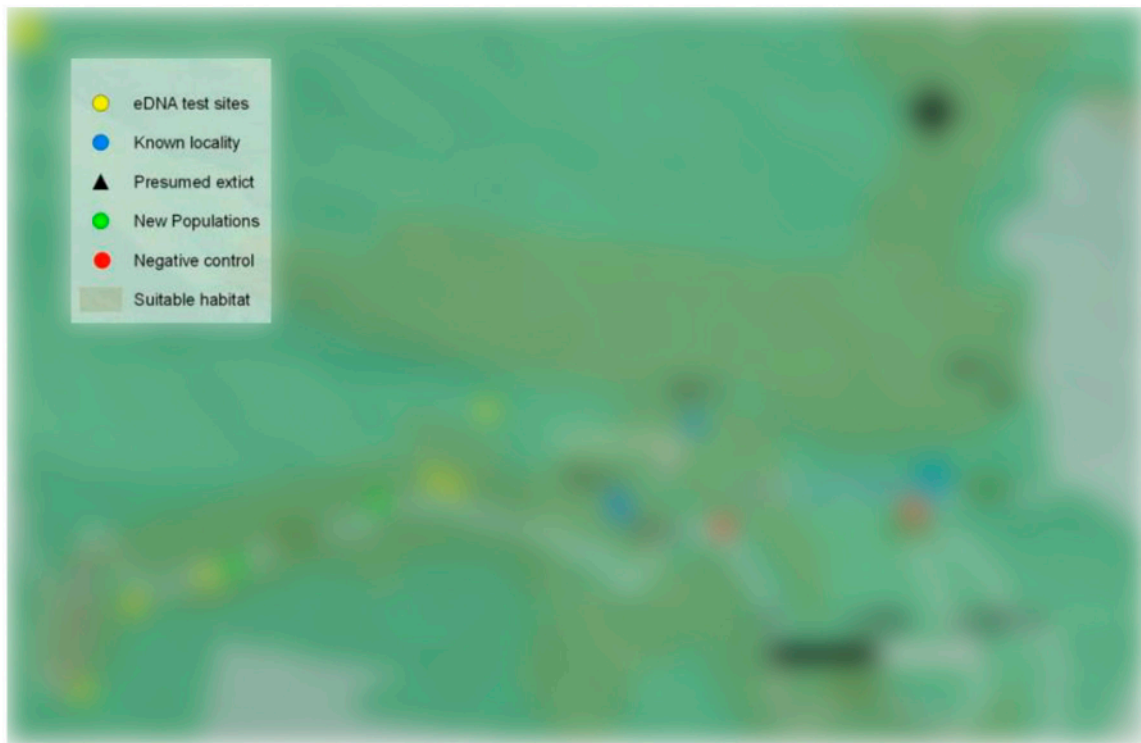 eDNA test sites
Known locality
Presumed extict
New Populations
Negative control
Suitable habitat